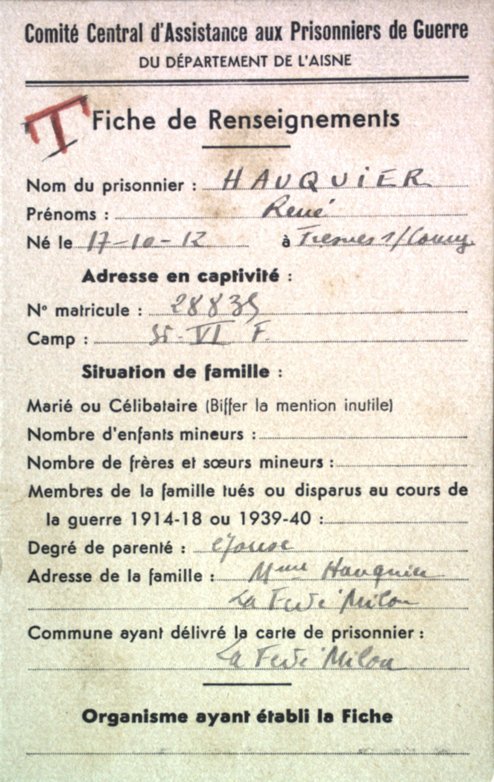 Comité Central d'Assistance aux Prisonniers de Guerre
DU DÉPARTEMENT DE L'AISNE
T
Fiche de Renseignements
Nom du prisonnier : HAUQUIER
Prénoms : René
Né le 17-10-12 à Fresnes s/Coucy
Adresse en captivité :
N° matricule : 28839
Camp : St-VI F.
Situation de famille :
Marié ou Célibataire (Biffer la mention inutile)
Nombre d'enfants mineurs :
Nombre de frères et sœurs mineurs :
Membres de la famille tués ou disparus au cours de
la guerre 1914-18 ou 1939-40 :
Degré de parenté : épouse
Adresse de la famille : Mme Hauquier
La Ferté Milon
Commune ayant délivré la carte de prisonnier :
La Ferté Milon
Organisme ayant établi la Fiche